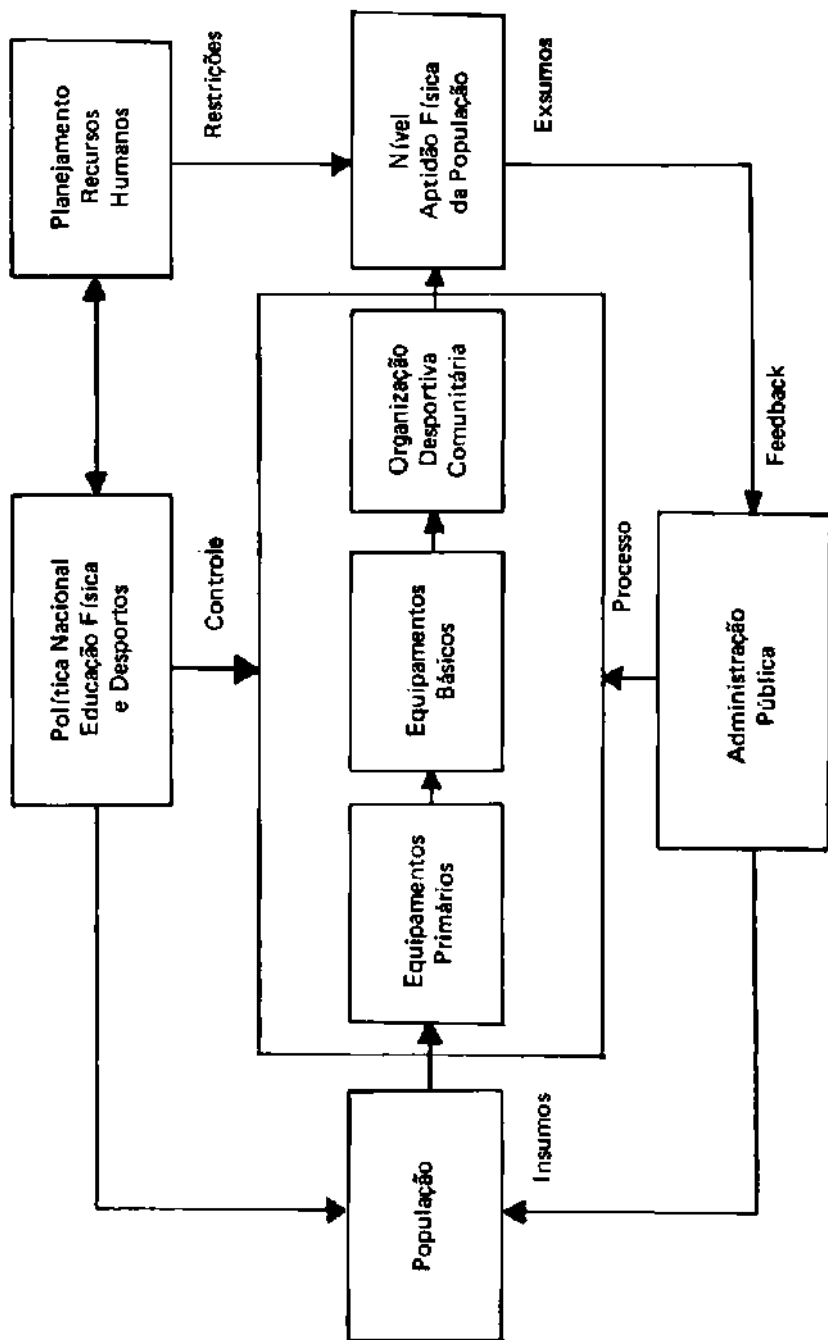 Política Nacional
Educação Física
e Desportos
Planejamento
Recursos
Humanos
Controle
Restrições
População
Equipamentos
Primários
Equipamentos
Básicos
Organização
Desportiva
Comunitária
Nível
Aptidão Física
da População
Insumos
Processo
Exsumos
Administração
Pública
Feedback